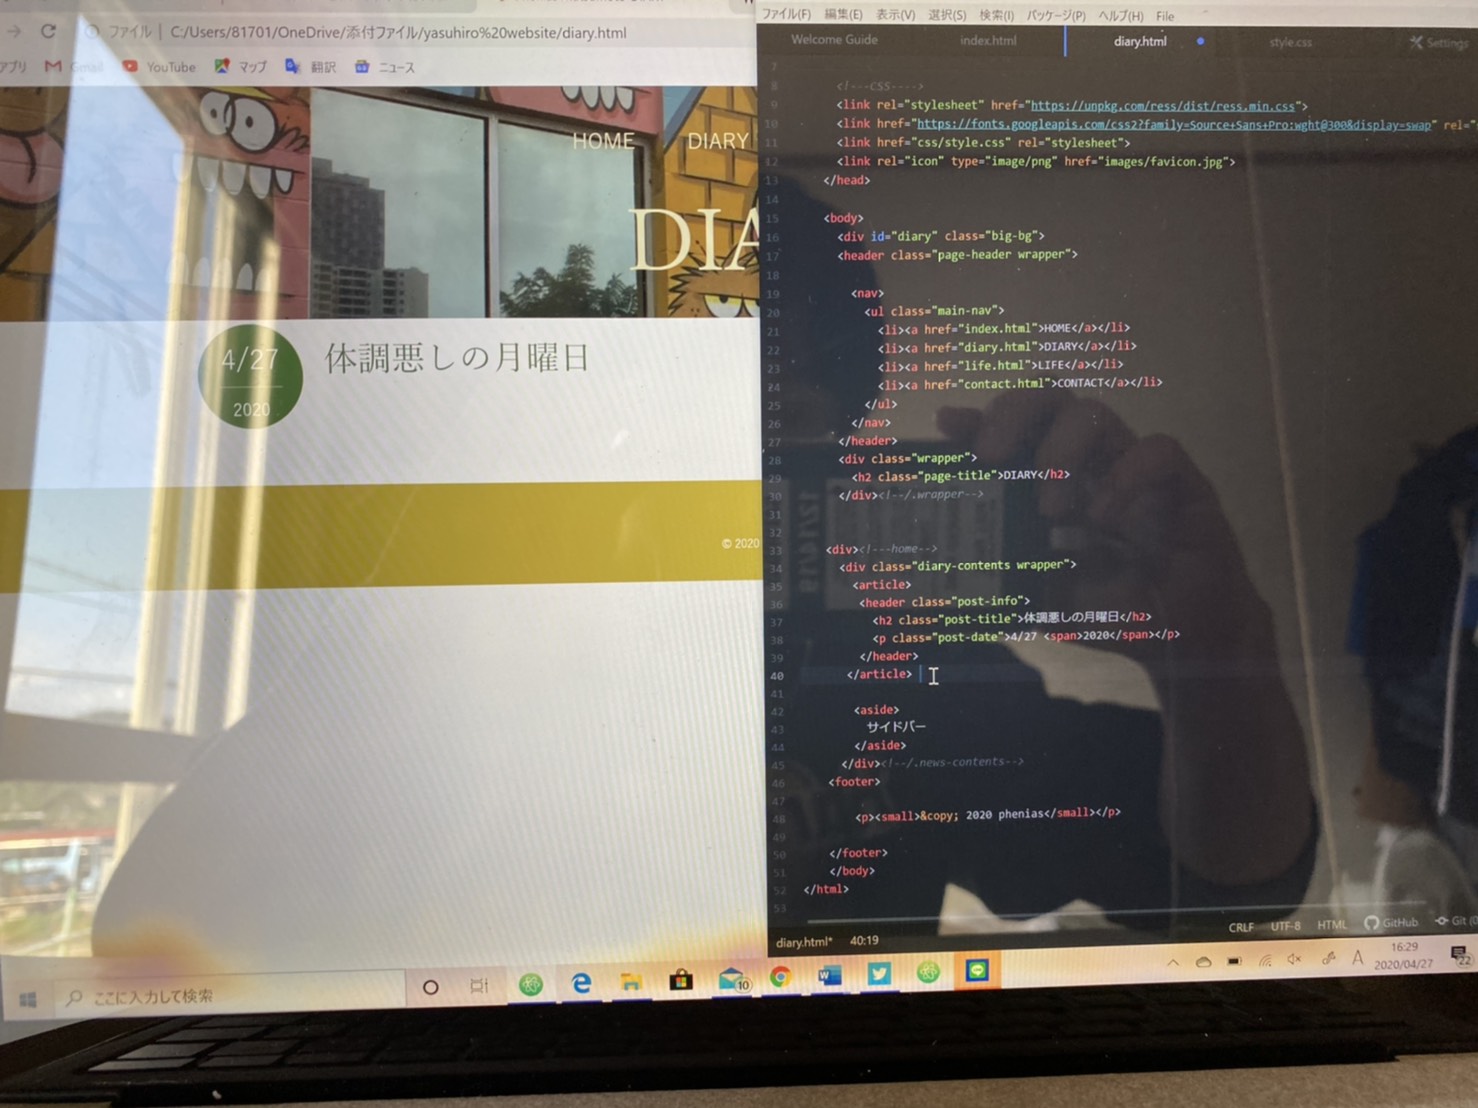 ファイル | C:/Users/81701/OneDrive/添付ファイル/yasuhiro%20website/diary.html
アプリ Gmail YouTube マップ 翻訳 ニュース
HOME DIARY
DIA
4/27
2020
体調悪しの月曜日
© 2020
ファイル(F) 編集(E) 表示(V) 選択(S) 検索(I) パッケージ(P) ヘルプ(H) File
Welcome Guide index.html diary.html style.css Settings
7
8 <!---CSS---->
9 <link rel="stylesheet" href="https://unpkg.com/ress/dist/ress.min.css">
10 <link href="https://fonts.googleapis.com/css2?family=Source+Sans+Pro:wght@300&display=swap" rel="
11 <link href="css/style.css" rel="stylesheet">
12 <link rel="icon" type="image/png" href="images/favicon.jpg">
13 </head>
14
15 <body>
16 <div id="diary" class="big-bg">
17 <header class="page-header wrapper">
18
19 <nav>
20 <ul class="main-nav">
21 <li><a href="index.html">HOME</a></li>
22 <li><a href="diary.html">DIARY</a></li>
23 <li><a href="life.html">LIFE</a></li>
24 <li><a href="contact.html">CONTACT</a></li>
25 </ul>
26 </nav>
27 </header>
28 <div class="wrapper">
29 <h2 class="page-title">DIARY</h2>
30 </div><!--/.wrapper-->
31
32
33 <div><!---home-->
34 <div class="diary-contents wrapper">
35 <article>
36 <header class="post-info">
37 <h2 class="post-title">体調悪しの月曜日</h2>
38 <p class="post-date">4/27 <span>2020</span></p>
39 </header>
40 </article>
41
42 <aside>
43 サイドバー
44 </aside>
45 </div><!--/.news-contents-->
46 <footer>
47
48 <p><small>&copy; 2020 phenias</small></p>
49
50 </footer>
51 </body>
52 </html>
53
diary.html* 40:19 CRLF UTF-8 HTML GitHub Git (0
ここに入力して検索
10
A
16:29
2020/04/27
22